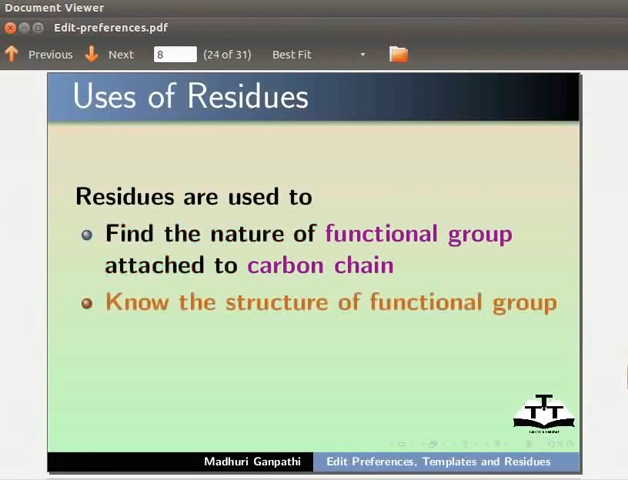 Document Viewer
Edit-preferences.pdf
Previous Next 8 (24 of 31) Best Fit
Uses of Residues
Residues are used to
Find the nature of functional group
attached to carbon chain
Know the structure of functional group
Madhuri Ganpathi Edit Preferences, Templates and Residues